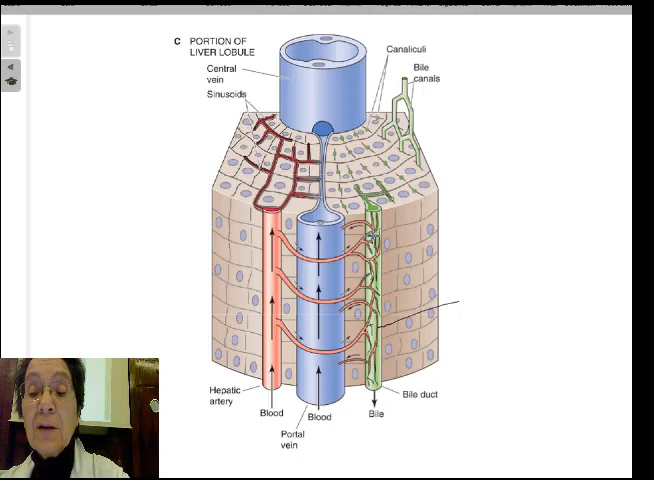 C PORTION OF
LIVER LOBULE
Canaliculi
Central
vein
Bile
canals
Sinusoids
Hepatic
artery
Blood
Blood
Portal
vein
Bile
Bile duct